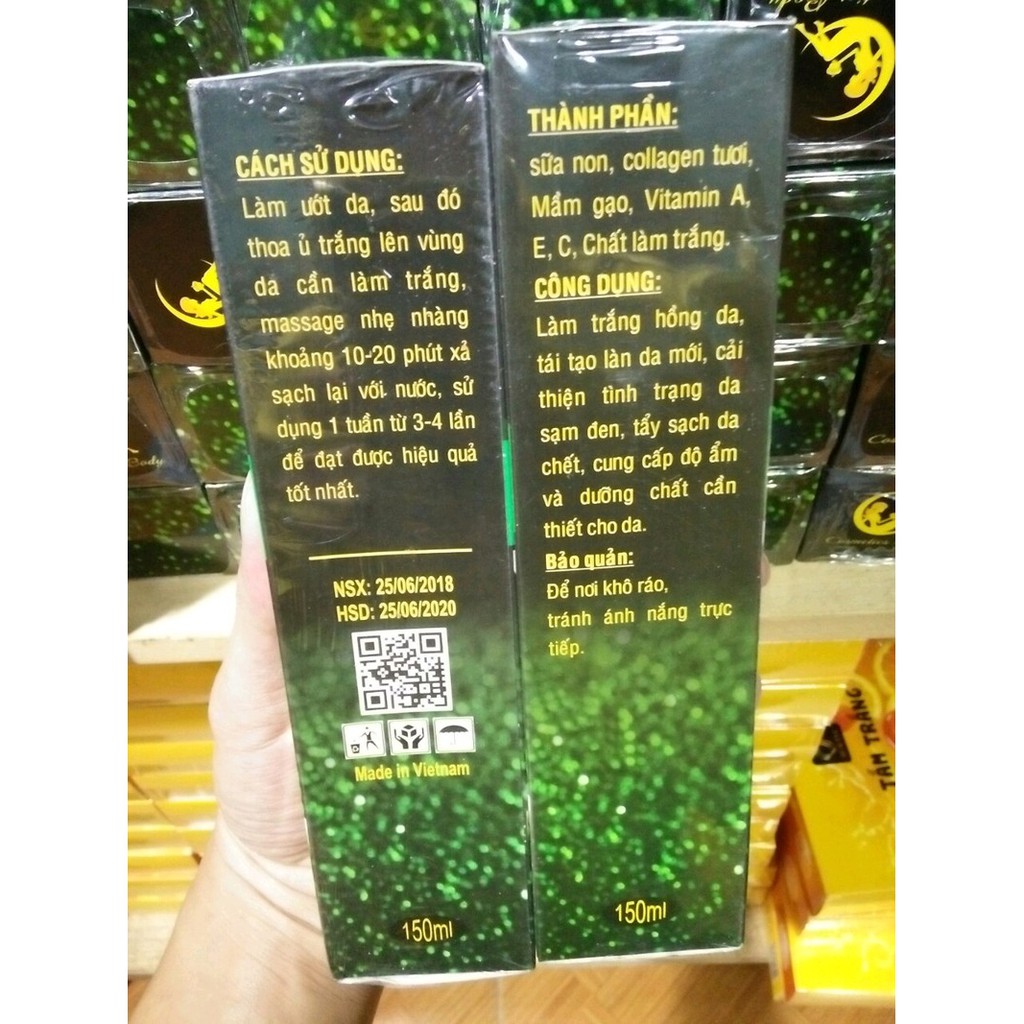 CÁCH SỬ DỤNG:
Làm ướt da, sau đó
thoa ủ trắng lên vùng
da cần làm trắng,
massage nhẹ nhàng
khoảng 10-20 phút xả
sạch lại với nước, sử
dụng 1 tuần từ 3-4 lần
để đạt được hiệu quả
tốt nhất.
NSX: 25/06/2018
HSD: 25/06/2020
Made in Vietnam
150ml
THÀNH PHẦN:
sữa non, collagen tươi,
Mầm gạo, Vitamin A,
E, C, Chất làm trắng.
CÔNG DỤNG:
Làm trắng hồng da,
tái tạo làn da mới, cải
thiện tình trạng da
sạm đen, tẩy sạch da
chết, cung cấp độ ẩm
và dưỡng chất cần
thiết cho da.
Bảo quản:
Để nơi khô ráo,
tránh ánh nắng trực
tiếp.
150ml
TẮM TRẮNG
Body
Cosmetics